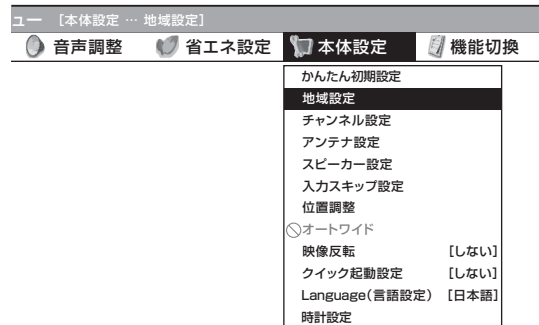 ュー ［本体設定 … 地域設定］
音声調整 省エネ設定 本体設定 機能切換
かんたん初期設定
地域設定
チャンネル設定
アンテナ設定
スピーカー設定
入力スキップ設定
位置調整
オートワイド
映像反転 ［しない］
クイック起動設定 ［しない］
Language(言語設定) ［日本語］
時計設定